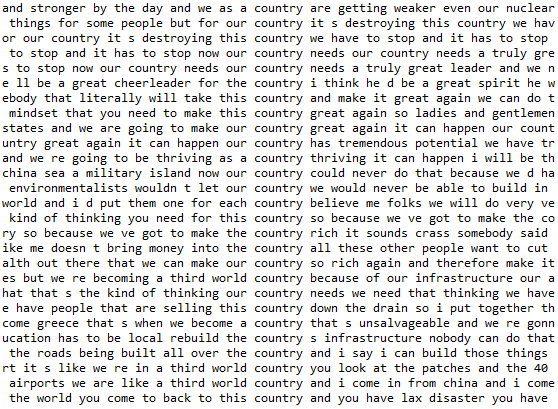 and stronger by the day and we as a country are getting weaker even our nuclear
things for some people but for our country it s destroying this country we hav
or our country it s destroying this country we have to stop and it has to stop
to stop and it has to stop now our country needs our country needs a truly gre
s to stop now our country needs our country needs a truly great leader and we n
e ll be a great cheerleader for the country i think he d be a great spirit he w
ebody that literally will take this country and make it great again we can do t
mindset that you need to make this country great again so ladies and gentlemen
states and we are going to make our country great again it can happen our count
untry great again it can happen our country has tremendous potential we have tr
and we re going to be thriving as a country thriving it can happen i will be th
china sea a military island now our country could never do that because we d ha
environmentalists wouldn t let our country we would never be able to build in
world and i d put them one for each country believe me folks we will do very ve
kind of thinking you need for this country so because we ve got to make the co
ry so because we ve got to make the country rich it sounds crass somebody said
ike me doesn t bring money into the country all these other people want to cut
alth out there that we can make our country so rich again and therefore make it
es but we re becoming a third world country because of our infrastructure our a
hat that s the kind of thinking our country needs we need that thinking we have
e have people that are selling this country down the drain so i put together th
come greece that s when we become a country that s unsalvageable and we re gonn
ucation has to be local rebuild the country s infrastructure nobody can do that
the roads being built all over the country and i say i can build those things
rt it s like we re in a third world country you look at the patches and the 40
airports we are like a third world country and i come in from china and i come
the world you come to back to this country and you have lax disaster you have